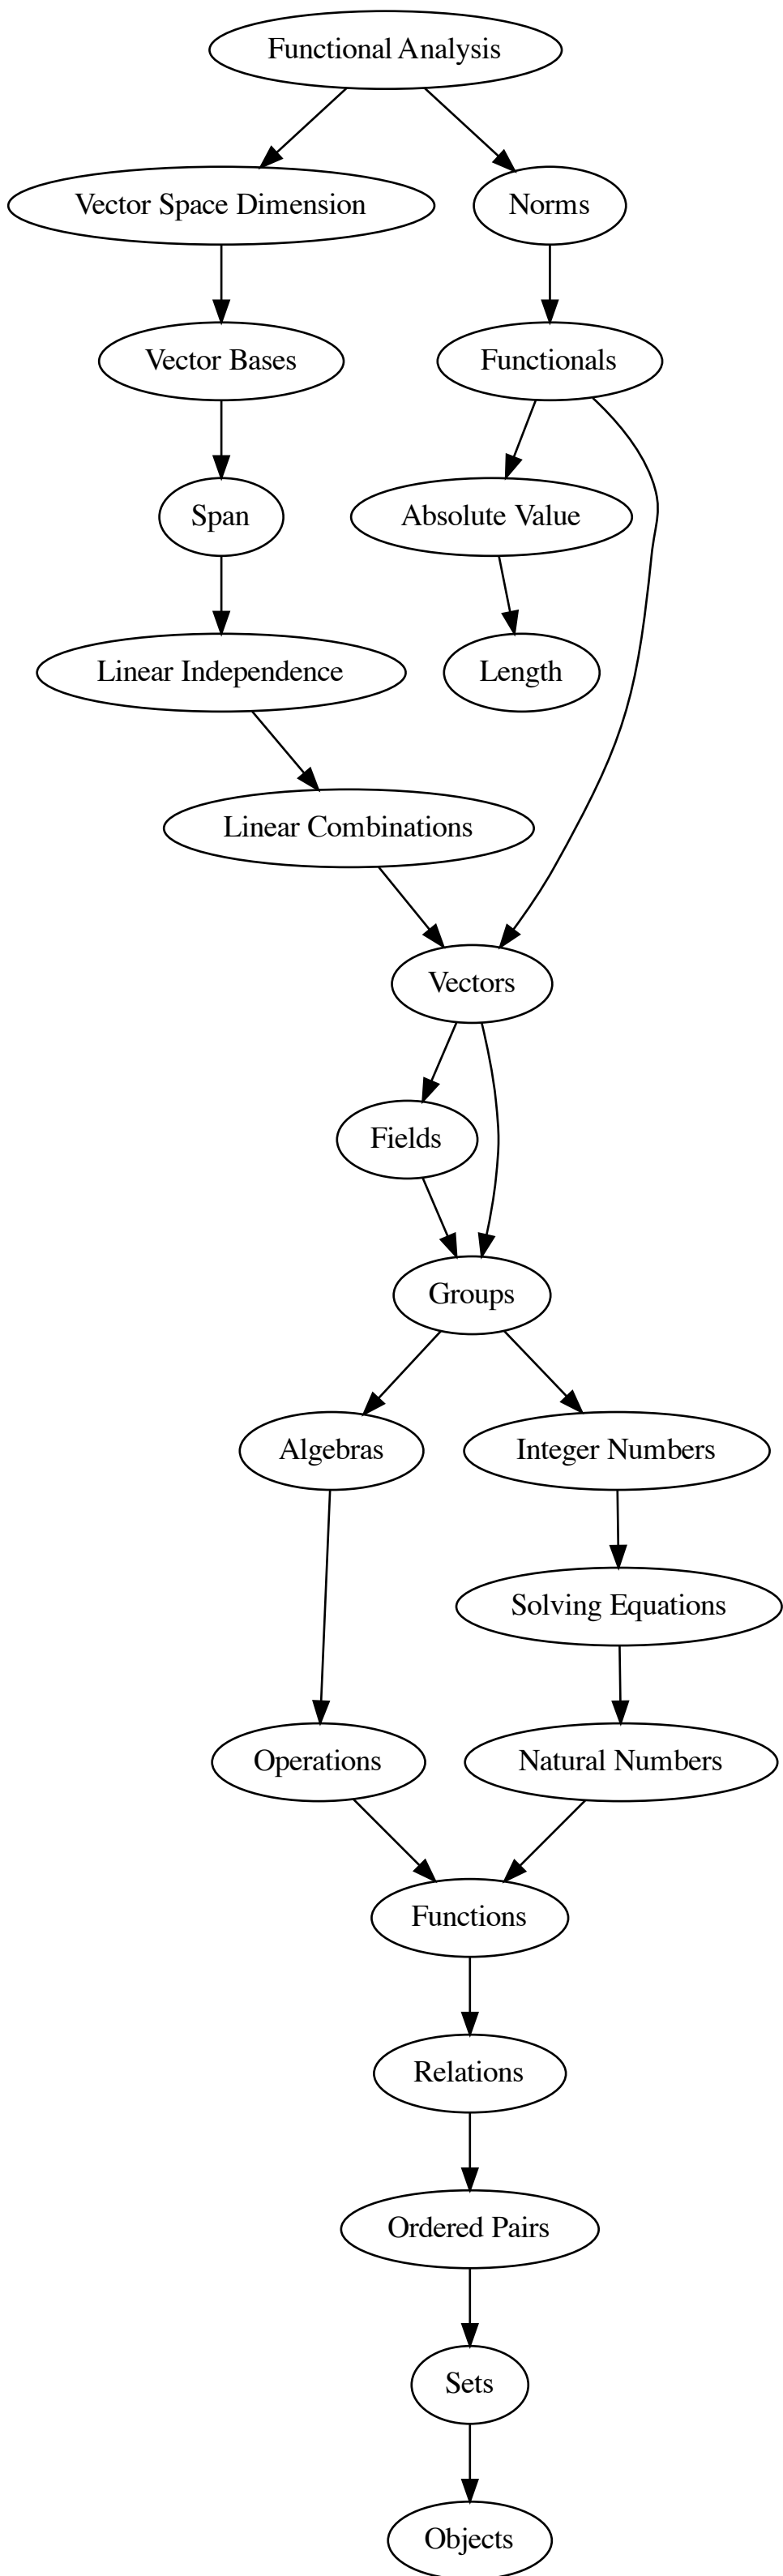 Functional Analysis
Vector Space Dimension
Norms
Vector Bases
Functionals
Span
Absolute Value
Linear Independence
Length
Linear Combinations
Vectors
Fields
Groups
Algebras
Integer Numbers
Solving Equations
Operations
Natural Numbers
Functions
Relations
Ordered Pairs
Sets
Objects